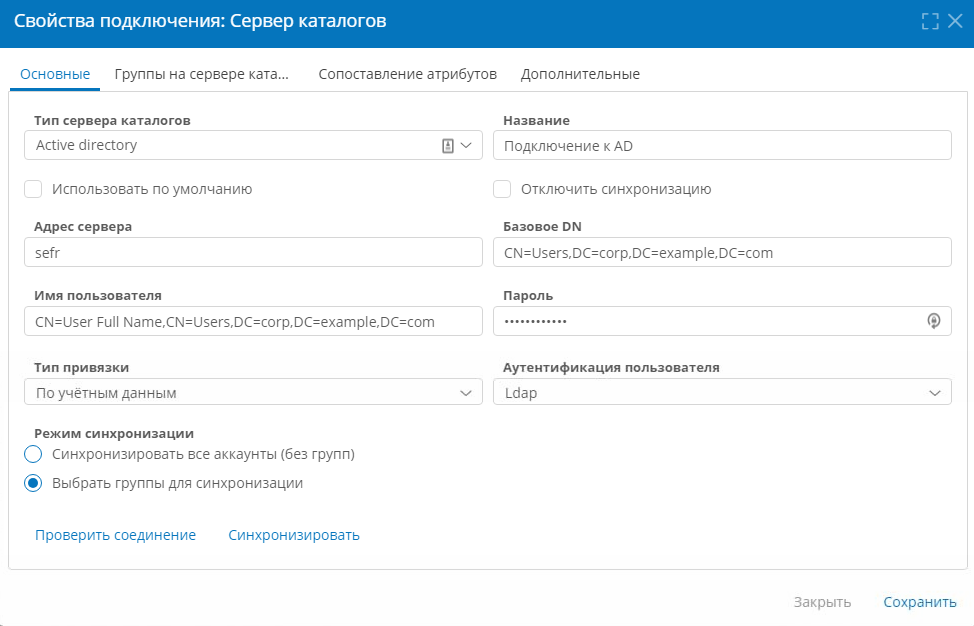 Свойства подключения: Сервер каталогов
Основные Группы на сервере ката... Сопоставление атрибутов Дополнительные
Тип сервера каталогов Название
Active directory Подключение к AD
Использовать по умолчанию Отключить синхронизацию
Адрес сервера Базовое DN
sefr CN=Users,DC=corp,DC=example,DC=com
Имя пользователя Пароль
CN=User Full Name,CN=Users,DC=corp,DC=example,DC=com ••••••••••••
Тип привязки Аутентификация пользователя
По учётным данным Ldap
Режим синхронизации
Синхронизировать все аккаунты (без групп)
Выбрать группы для синхронизации
Проверить соединение Синхронизировать
Закрыть Сохранить